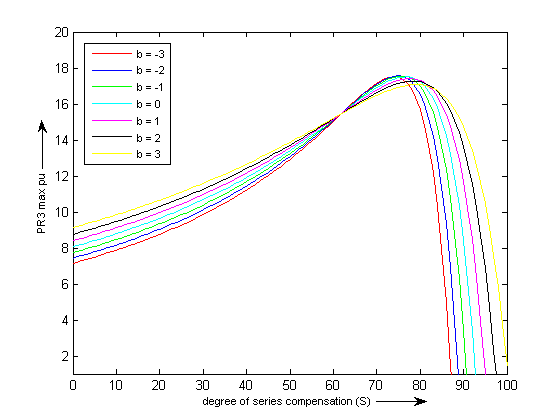 20
18
16
14
12
10
8
6
4
2
PR3 max pu
b = -3
b = -2
b = -1
b = 0
b = 1
b = 2
b = 3
0 10 20 30 40 50 60 70 80 90 100
degree of series compensation (S)